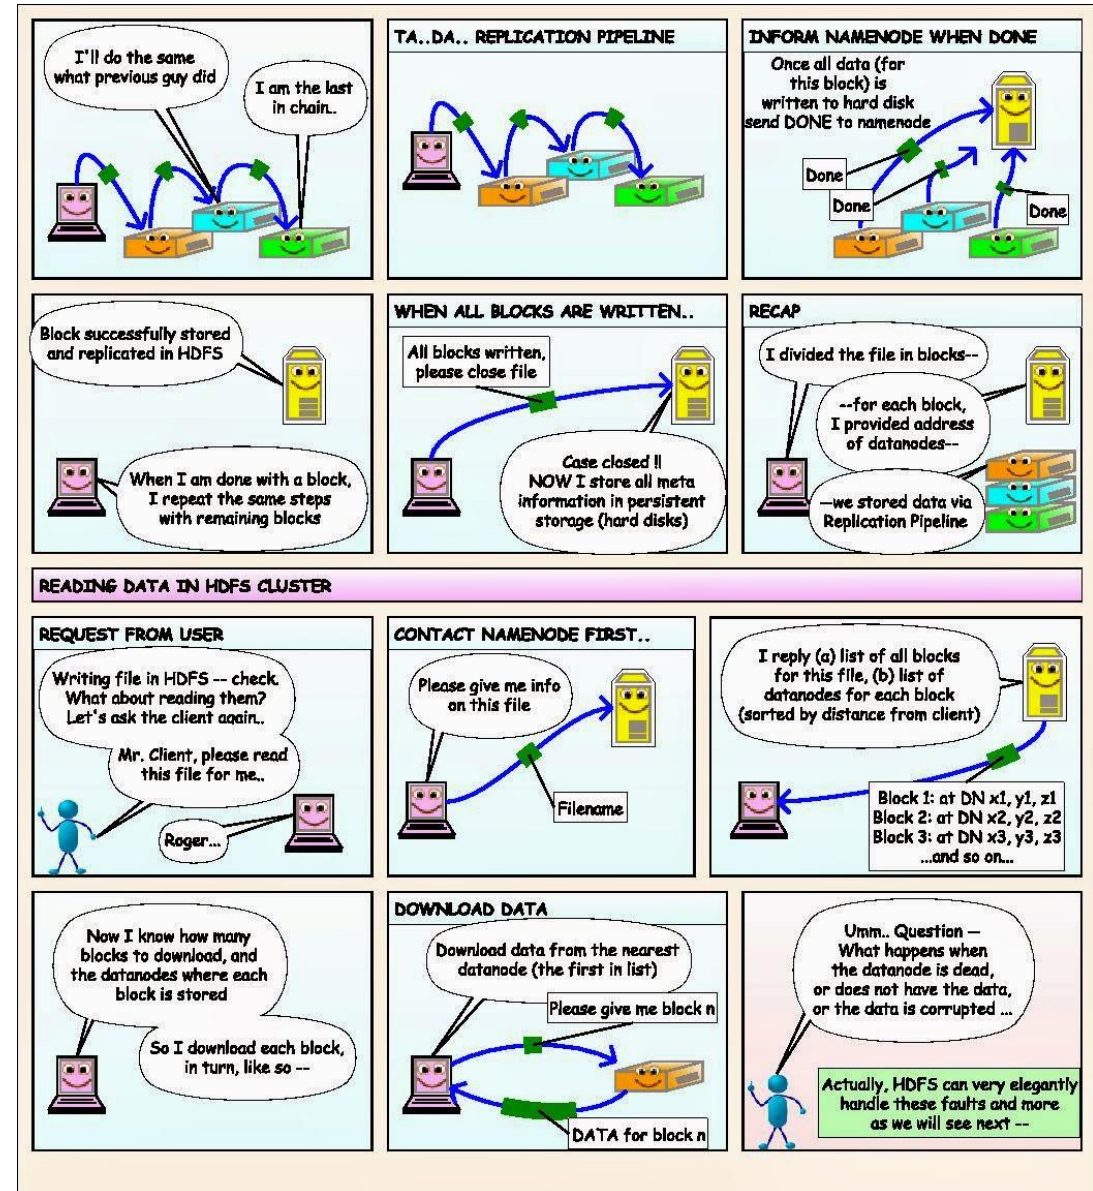 I'll do the same
what previous guy did
I am the last
in chain..
TA..DA.. REPLICATION PIPELINE
INFORM NAMENODE WHEN DONE
Once all data (for
this block) is
written to hard disk
send DONE to namenode
Done
Done
Done
Block successfully stored
and replicated in HDFS
When I am done with a block,
I repeat the same steps
with remaining blocks
WHEN ALL BLOCKS ARE WRITTEN..
All blocks written,
please close file
Case closed !!
NOW I store all meta
information in persistent
storage (hard disks)
RECAP
I divided the file in blocks--
--for each block,
I provided address
of datanodes--
--we stored data via
Replication Pipeline
READING DATA IN HDFS CLUSTER
REQUEST FROM USER
Writing file in HDFS -- check.
What about reading them?
Let's ask the client again..
Mr. Client, please read
this file for me..
Roger...
CONTACT NAMENODE FIRST..
Please give me info
on this file
Filename
I reply (a) list of all blocks
for this file, (b) list of
datanodes for each block
(sorted by distance from client)
Block 1: at DN x1, y1, z1
Block 2: at DN x2, y2, z2
Block 3: at DN x3, y3, z3
...and so on...
Now I know how many
blocks to download, and
the datanodes where each
block is stored
So I download each block,
in turn, like so --
DOWNLOAD DATA
Download data from the nearest
datanode (the first in list)
Please give me block n
DATA for block n
Umm.. Question --
What happens when
the datanode is dead,
or does not have the data,
or the data is corrupted ...
Actually, HDFS can very elegantly
handle these faults and more
as we will see next --